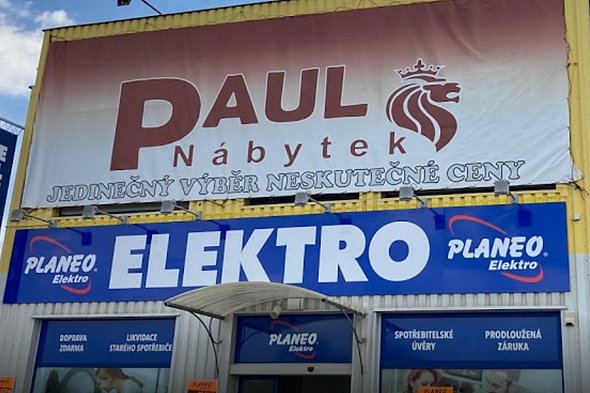 PAUL
Nábytek
JEDINEČNÝ VÝBĚR NESKUTEČNÉ CENY
PLANEO
Elektro
ELEKTRO
PLANEO
Elektro
DOPRAVA
ZDARMA
LIKVIDACE
STARÉHO SPOTŘEBIČE
PLANEO
Elektro
SPOTŘEBITELSKÉ
ÚVĚRY
PRODLOUŽENÁ
ZÁRUKA
PLANEO